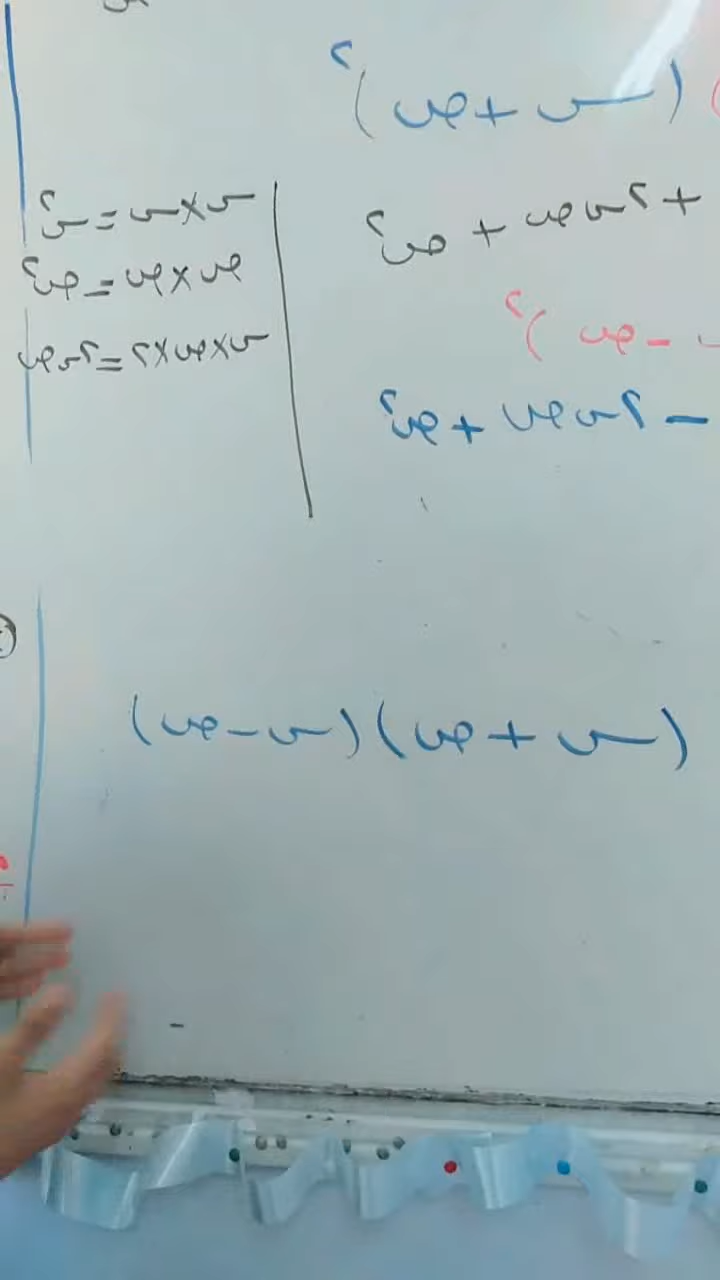 (س + ص)²
+ ٢س ص + ص²
- ص)²
- ٢س ص + ص²
س × س = س²
ص × ص = ص²
س × ص × ٢ = ٢س ص
(س + ص) (س - ص)